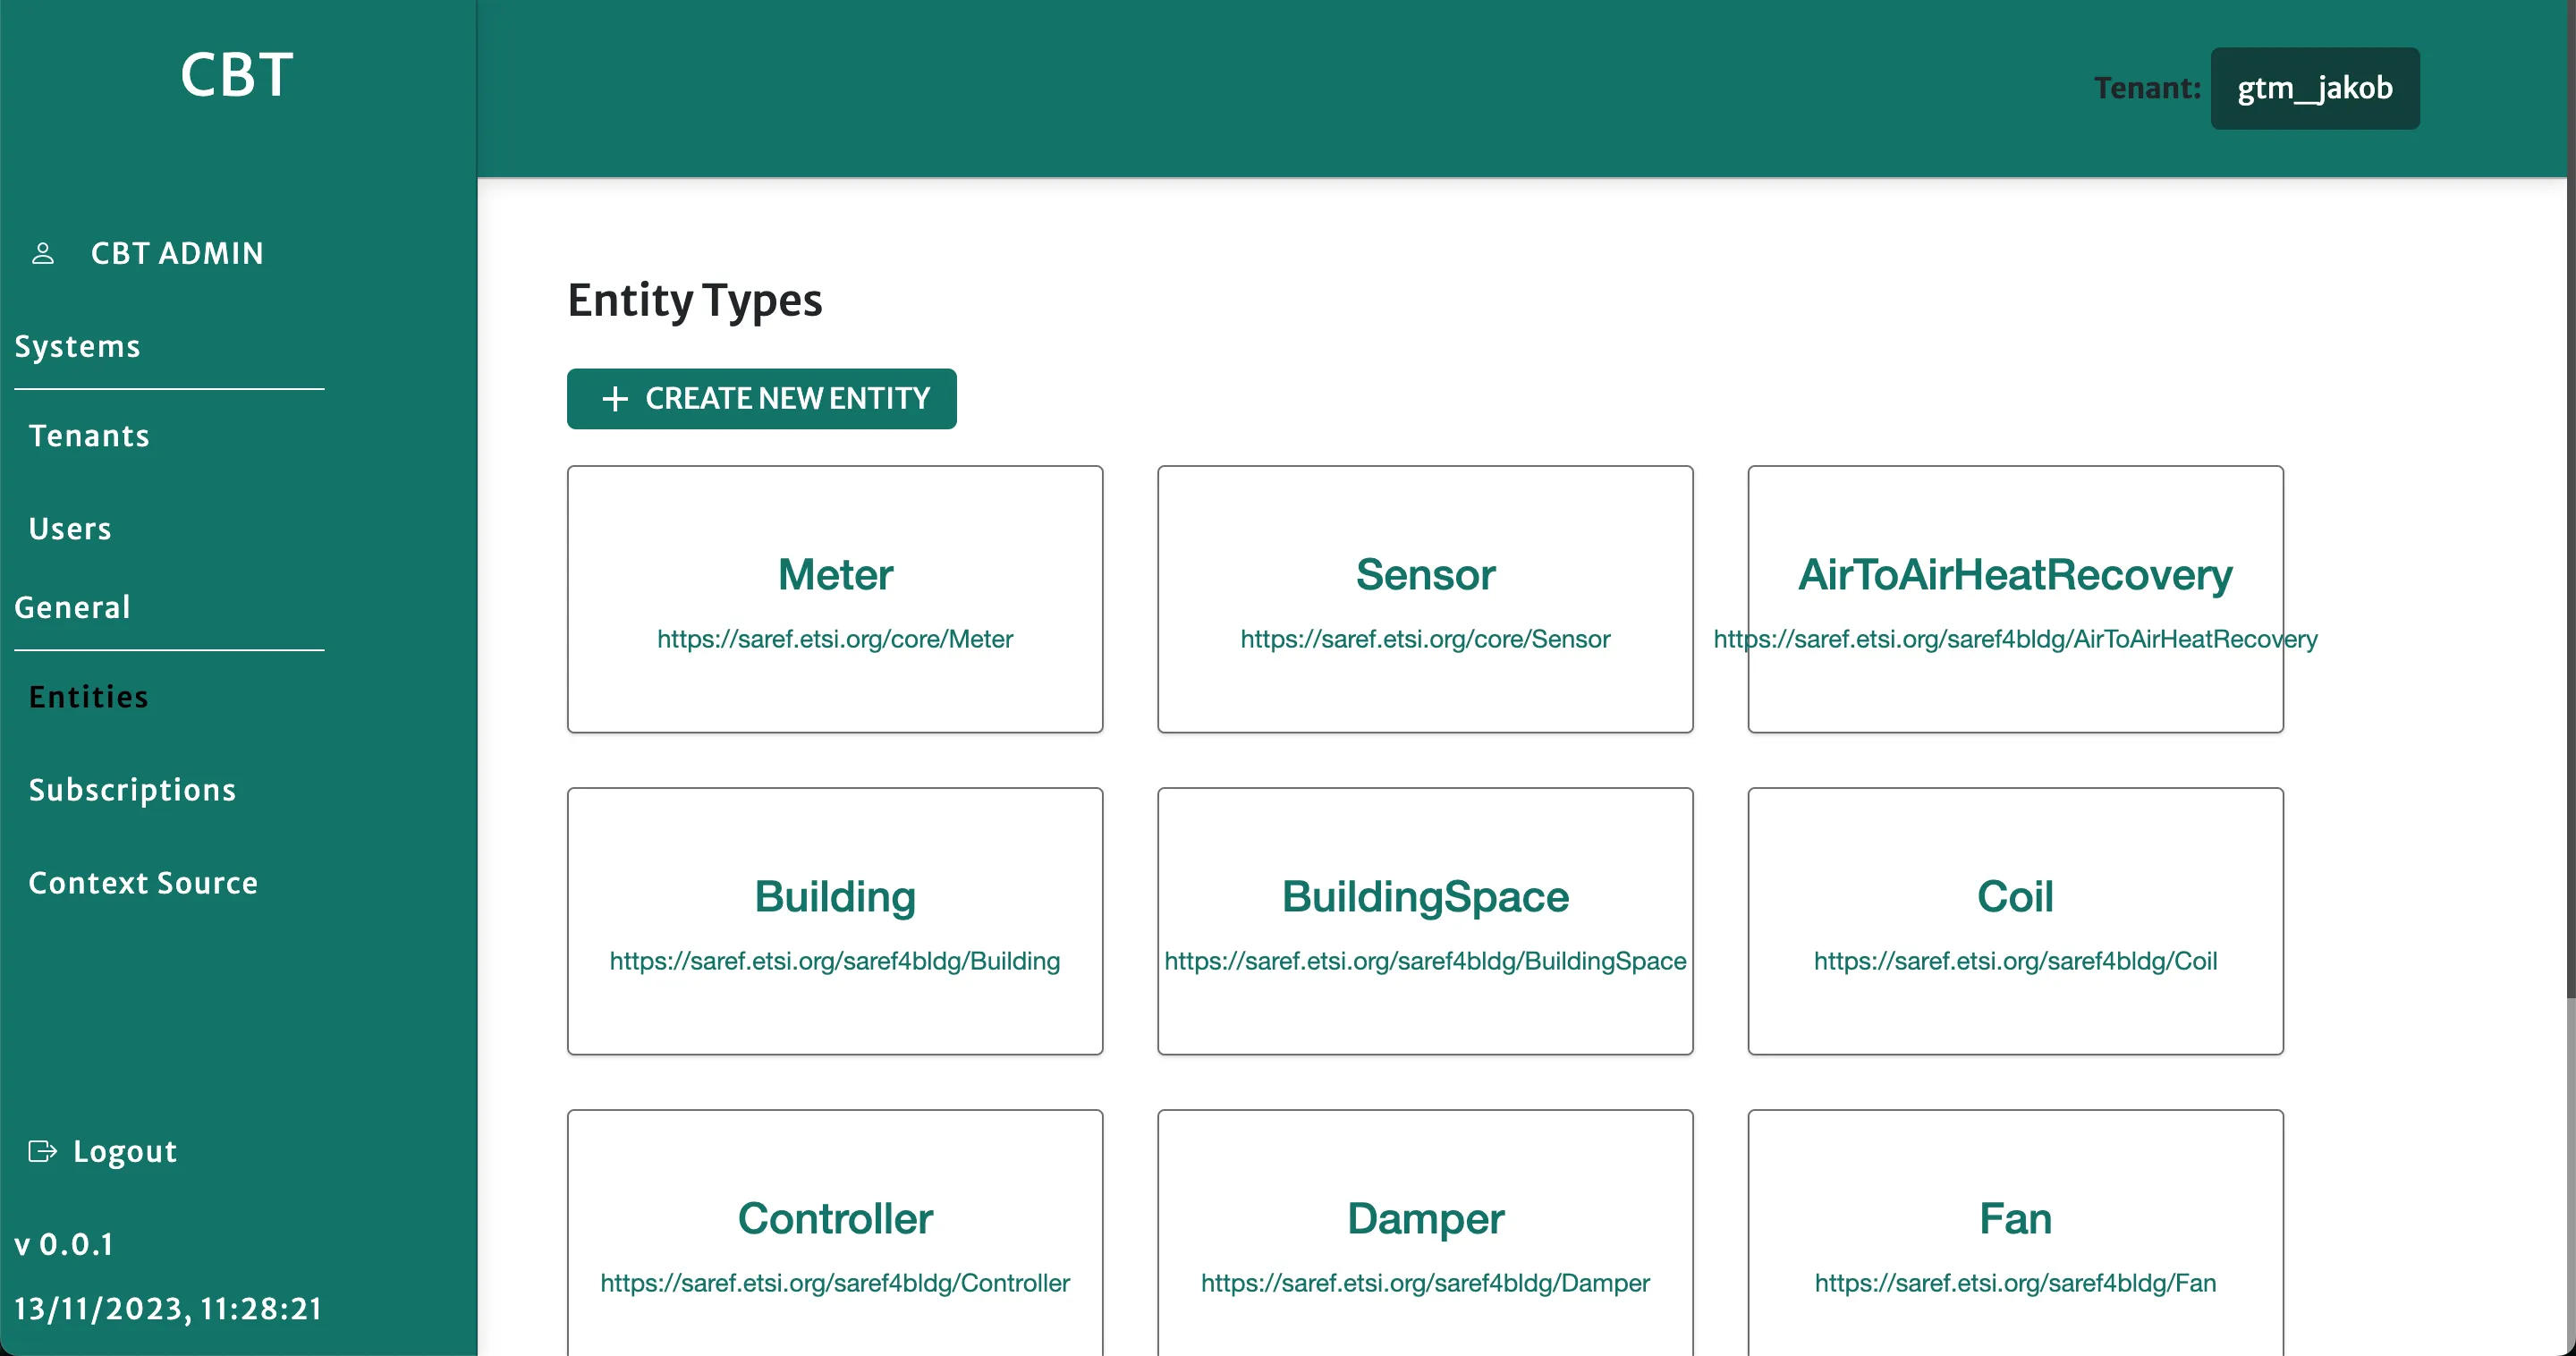 CBT
Tenant: gtm_jakob
CBT ADMIN
Systems
Tenants
Users
General
Entities
Subscriptions
Context Source
Logout
v 0.0.1
13/11/2023, 11:28:21
Entity Types
+ CREATE NEW ENTITY
Meter
https://saref.etsi.org/core/Meter
Sensor
https://saref.etsi.org/core/Sensor
AirToAirHeatRecovery
https://saref.etsi.org/saref4bldg/AirToAirHeatRecovery
Building
https://saref.etsi.org/saref4bldg/Building
BuildingSpace
https://saref.etsi.org/saref4bldg/BuildingSpace
Coil
https://saref.etsi.org/saref4bldg/Coil
Controller
https://saref.etsi.org/saref4bldg/Controller
Damper
https://saref.etsi.org/saref4bldg/Damper
Fan
https://saref.etsi.org/saref4bldg/Fan